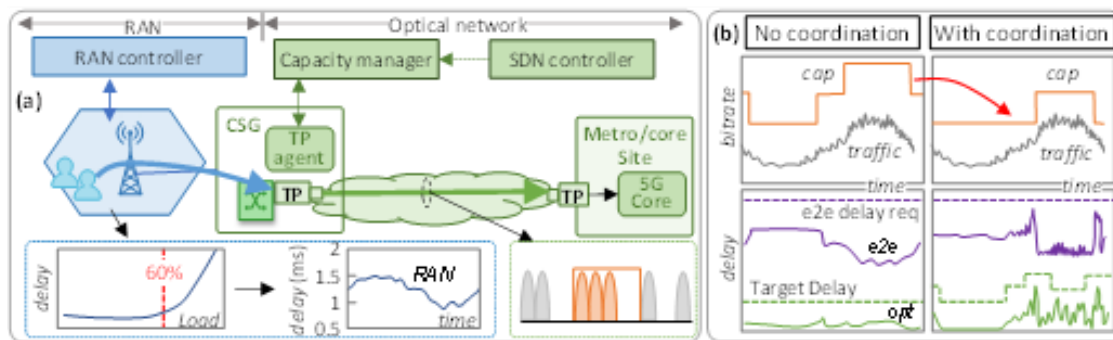 RAN
Optical network
RAN controller
Capacity manager
SDN controller
(a)
CSG
TP
agent
TP
Metro/core
Site
TP
5G
Core
delay
60%
Load
delay (ms)
2
1.5
1
0.5
RAN
time
(b)
No coordination
With coordination
bitrate
cap
traffic
cap
traffic
time
time
delay
e2e delay req
e2e
Target Delay
opt